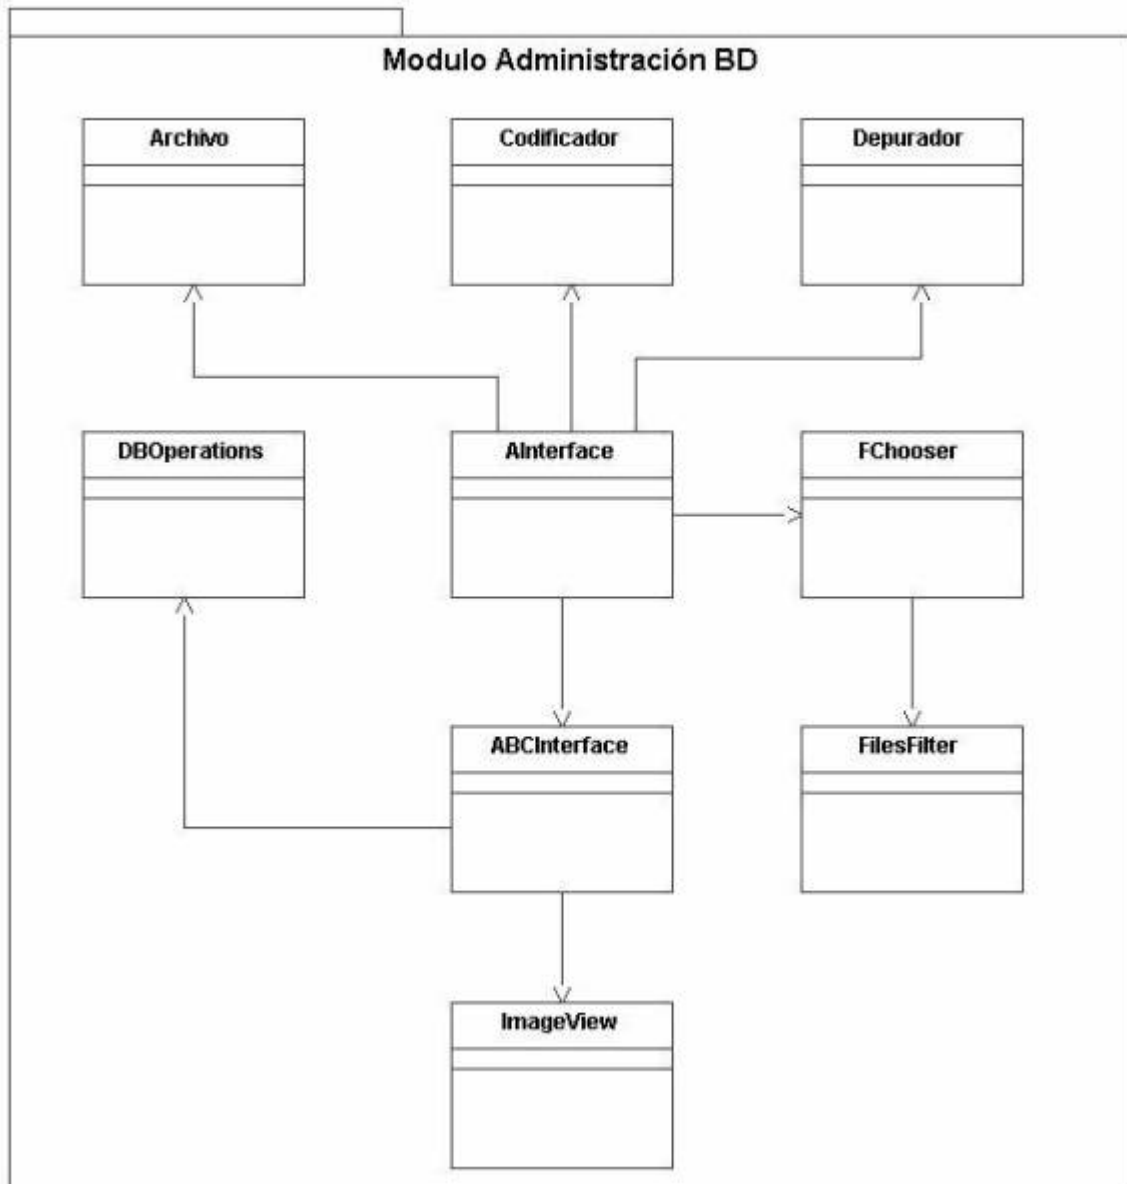 Modulo Administración BD
Archivo
Codificador
Depurador
DBOperations
AInterface
FChooser
ABCInterface
FilesFilter
ImageView